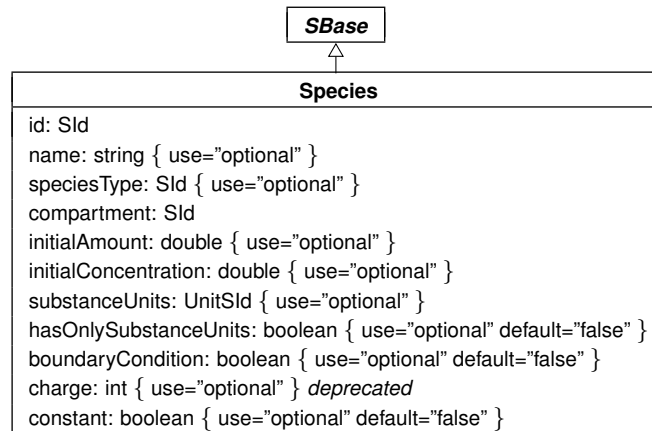 SBase
Species
id: SId
name: string { use=”optional” }
speciesType: SId { use=”optional” }
compartment: SId
initialAmount: double { use=”optional” }
initialConcentration: double { use=”optional” }
substanceUnits: UnitSId { use=”optional” }
hasOnlySubstanceUnits: boolean { use=”optional” default=”false” }
boundaryCondition: boolean { use=”optional” default=”false” }
charge: int { use=”optional” } deprecated
constant: boolean { use=”optional” default=”false” }